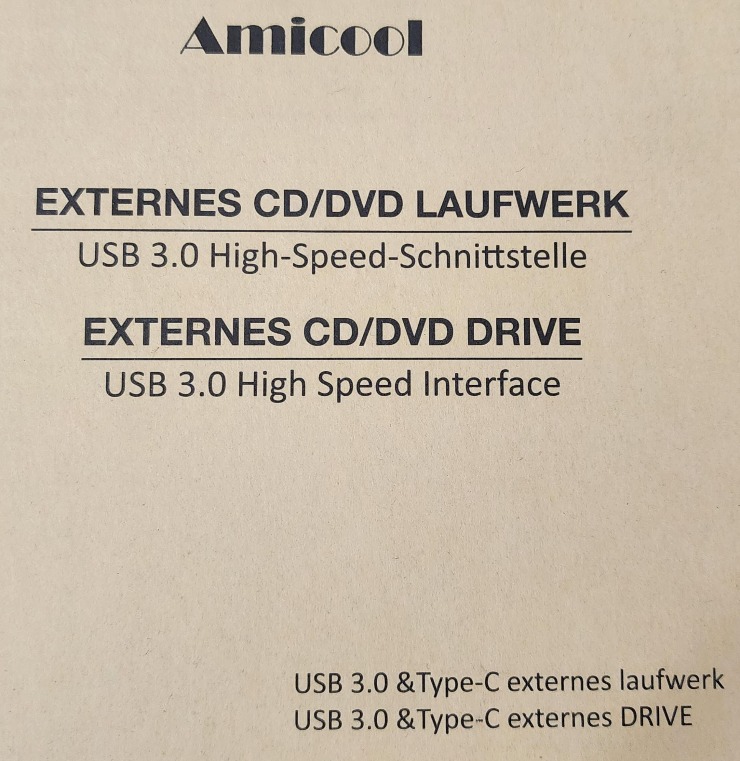 Amicool
EXTERNES CD/DVD LAUFWERK
USB 3.0 High-Speed-Schnittstelle
EXTERNES CD/DVD DRIVE
USB 3.0 High Speed Interface
USB 3.0 &Type-C externes laufwerk
USB 3.0 &Type-C externes DRIVE